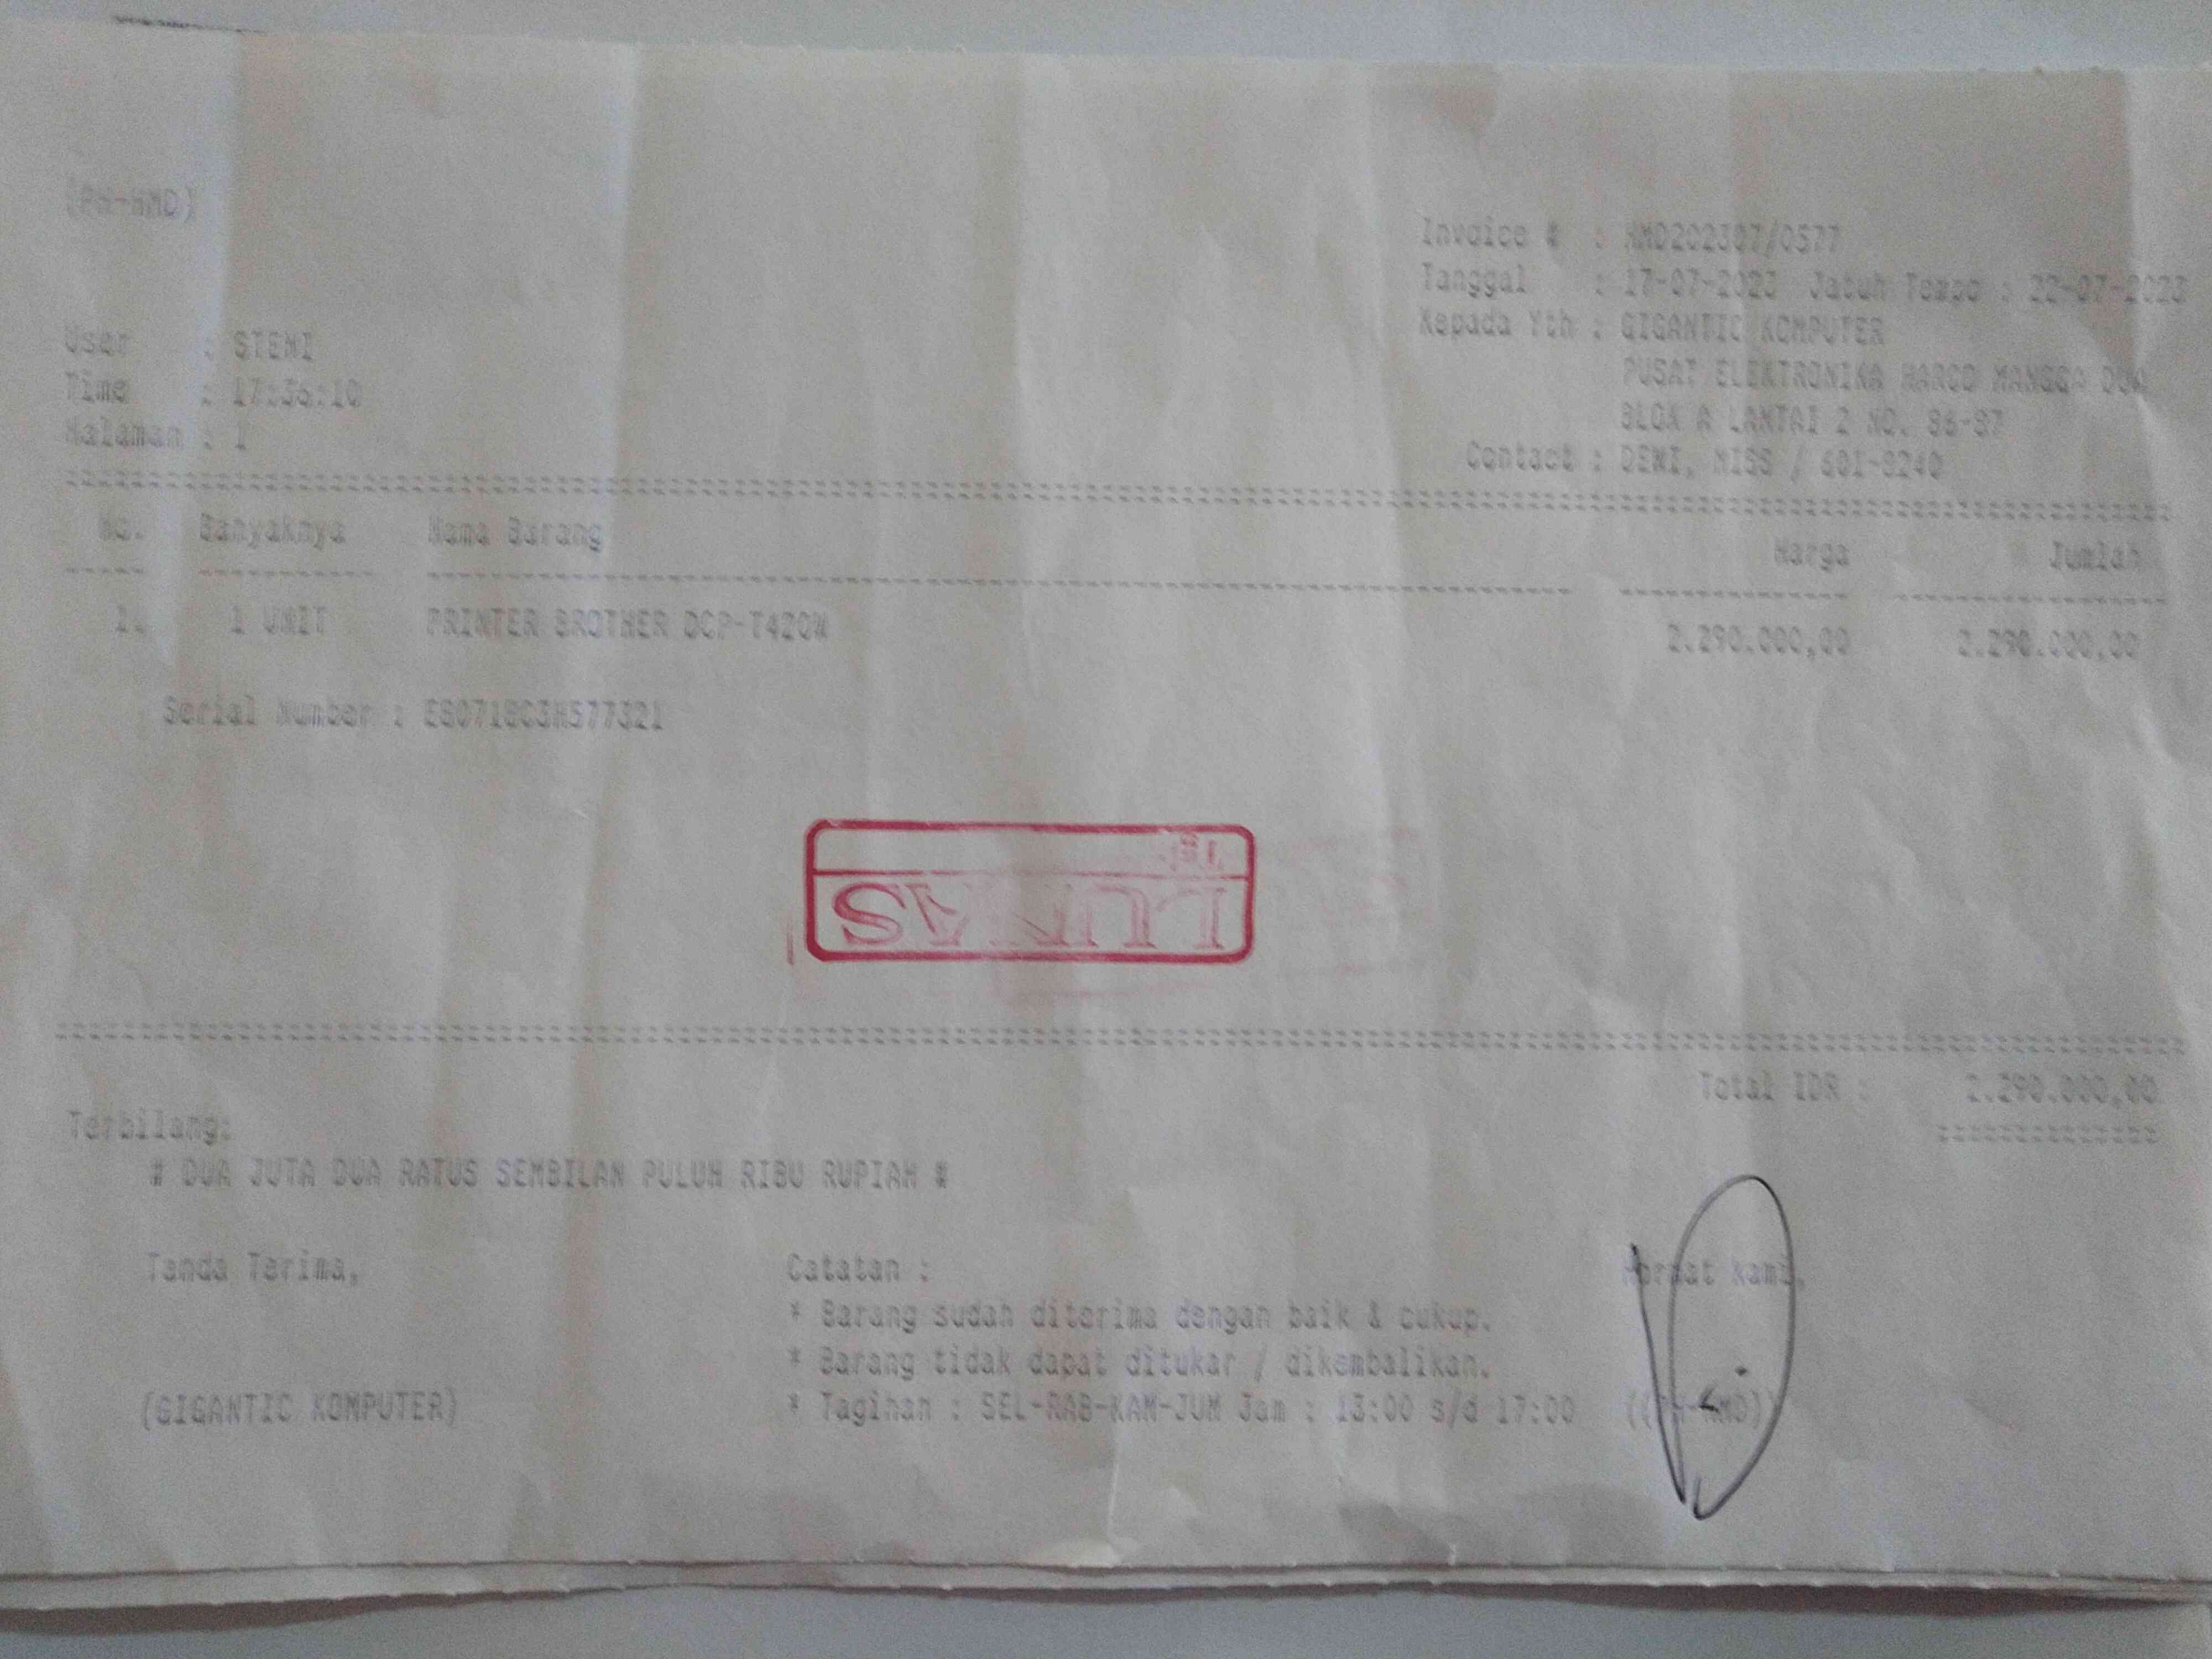 (PH-HMD)
Invoice # : HMD202307/0577
Tanggal : 17-07-2023 Jatuh Tempo : 22-07-2023
Kepada Yth : GIGANTIC KOMPUTER
PUSAT ELEKTRONIKA HARCO MANGGA DUA
BLOK A LANTAI 2 NO. 86-87
Contact : DEWI, MISS / 601-8240
User : STEMI
Time : 17:36:10
Halaman : 1
No. Banyaknya Nama Barang Harga Jumlah
1. 1 UNIT PRINTER BROTHER DCP-T420W 2.290.000,00 2.290.000,00
Serial Number :
LUNAS
Total IDR : 2.290.000,00
Terbilang:
# DUA JUTA DUA RATUS SEMBILAN PULUH RIBU RUPIAH #
Tanda Terima,
(GIGANTIC KOMPUTER)
Catatan :
* Barang sudah diterima dengan baik & cukup.
* Barang tidak dapat ditukar / dikembalikan.
* Tagihan : SEL-RAB-KAM-JUM Jam : 13:00 s/d 17:00
Hormat Kami,
((PH-HMD))